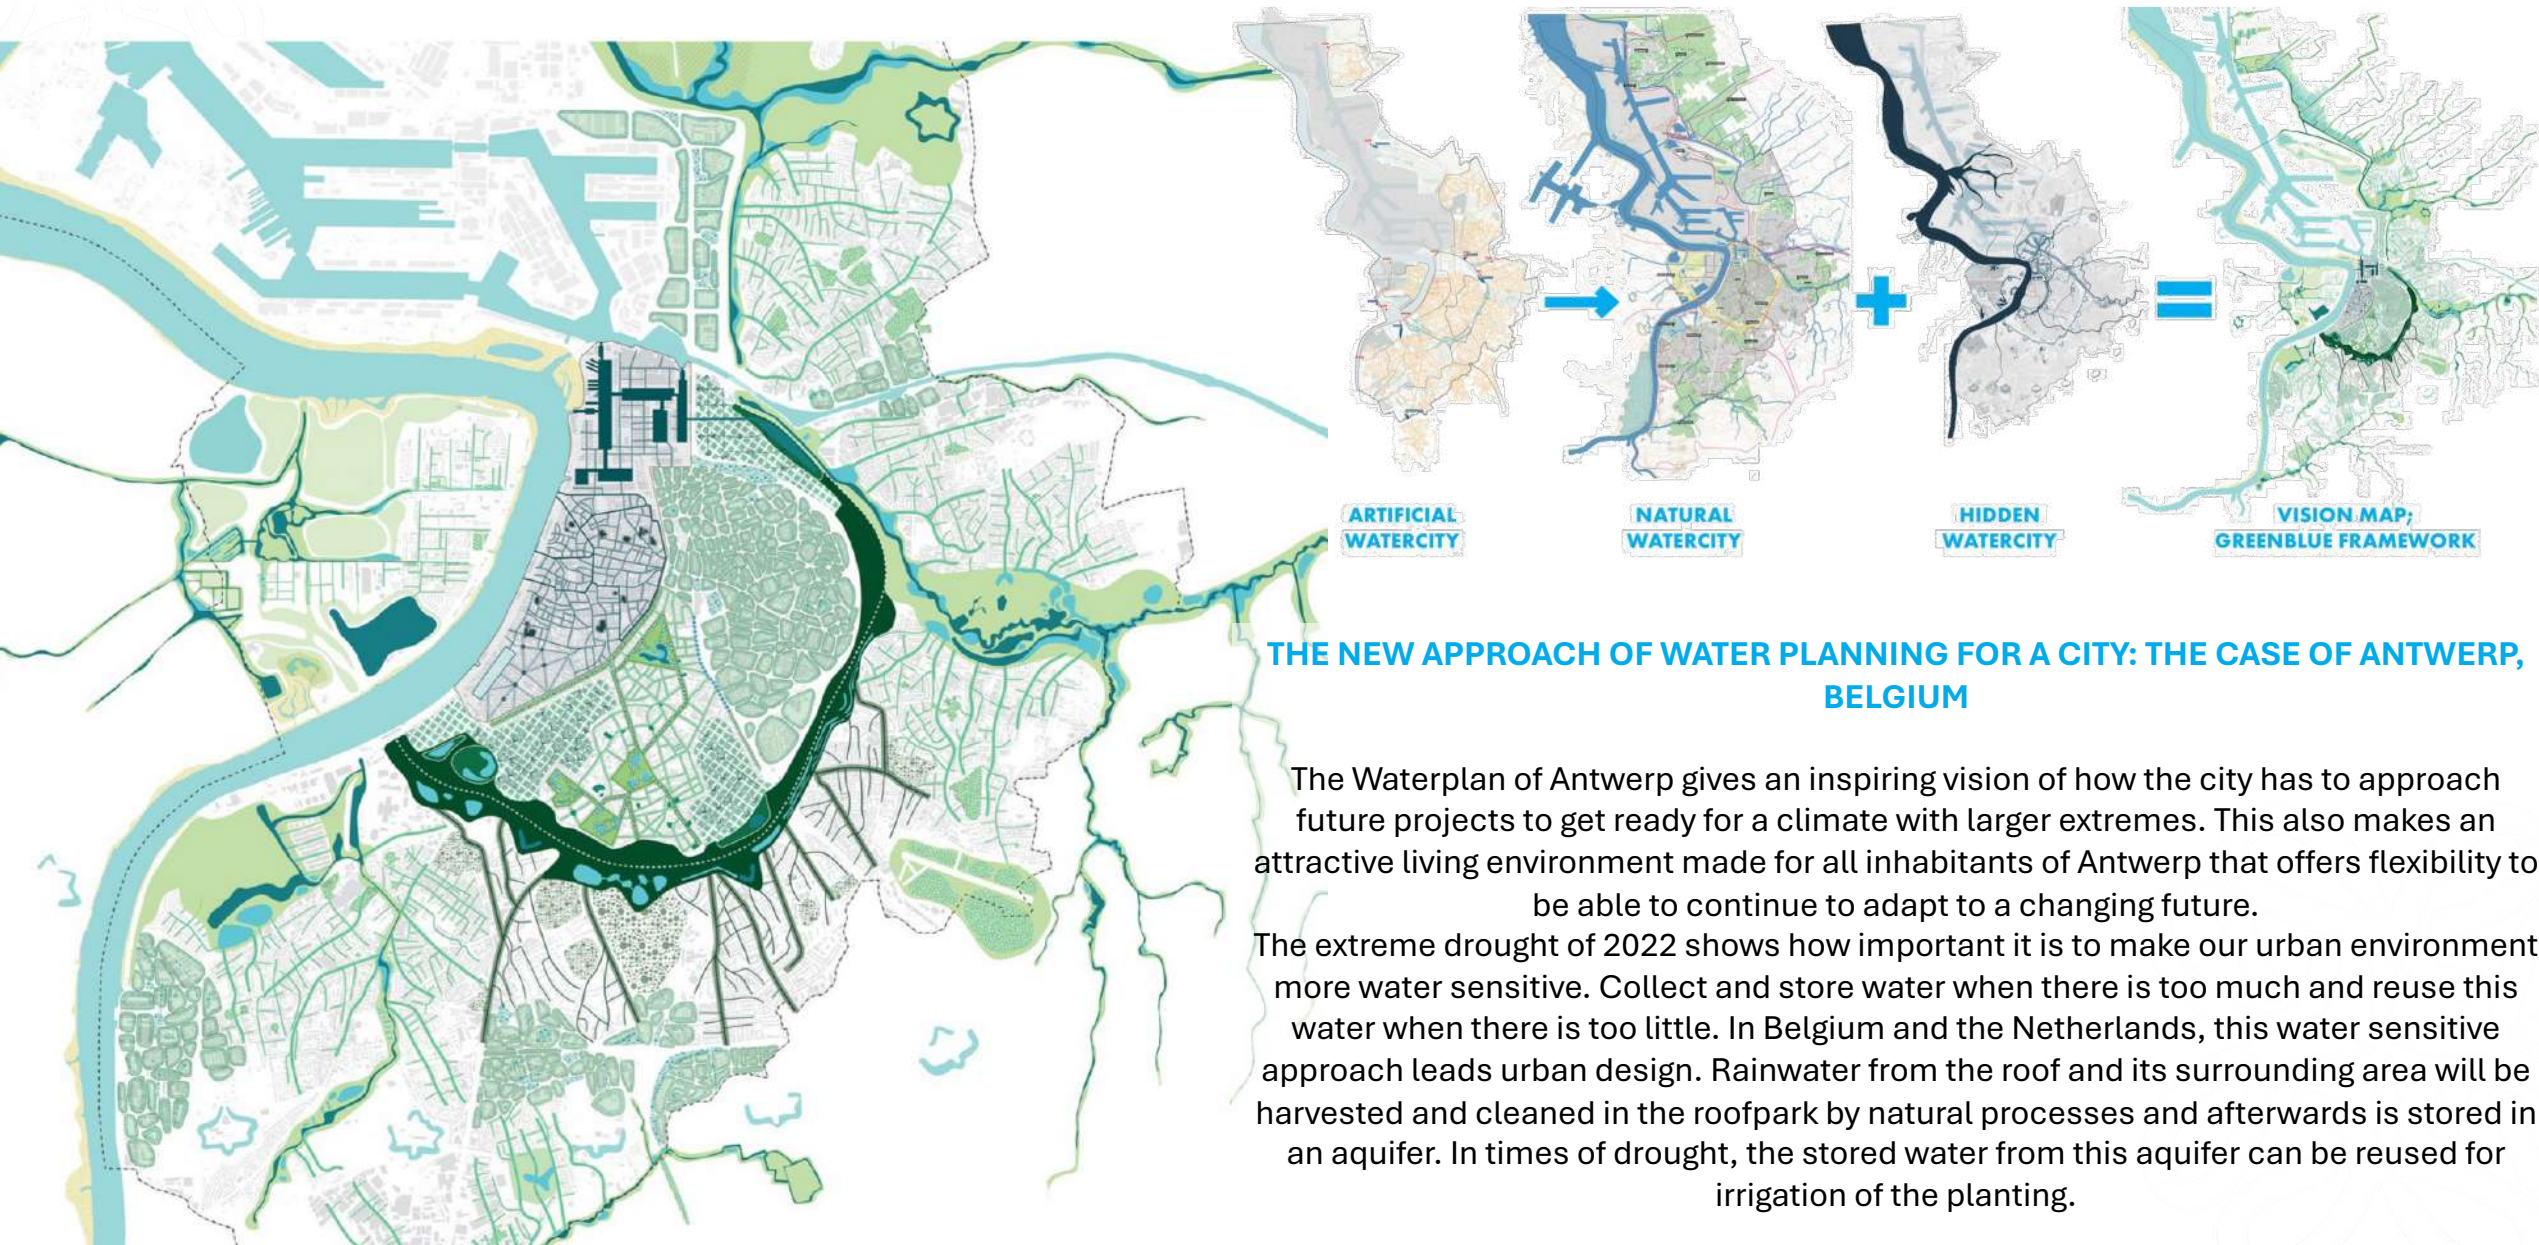 ARTIFICIAL
WATERCITY
NATURAL
WATERCITY
HIDDEN
WATERCITY
VISION MAP;
GREENBLUE FRAMEWORK
THE NEW APPROACH OF WATER PLANNING FOR A CITY: THE CASE OF ANTWERP,
BELGIUM
The Waterplan of Antwerp gives an inspiring vision of how the city has to approach
future projects to get ready for a climate with larger extremes. This also makes an
attractive living environment made for all inhabitants of Antwerp that offers flexibility to
be able to continue to adapt to a changing future.
The extreme drought of 2022 shows how important it is to make our urban environment
more water sensitive. Collect and store water when there is too much and reuse this
water when there is too little. In Belgium and the Netherlands, this water sensitive
approach leads urban design. Rainwater from the roof and its surrounding area will be
harvested and cleaned in the roofpark by natural processes and afterwards is stored in
an aquifer. In times of drought, the stored water from this aquifer can be reused for
irrigation of the planting.